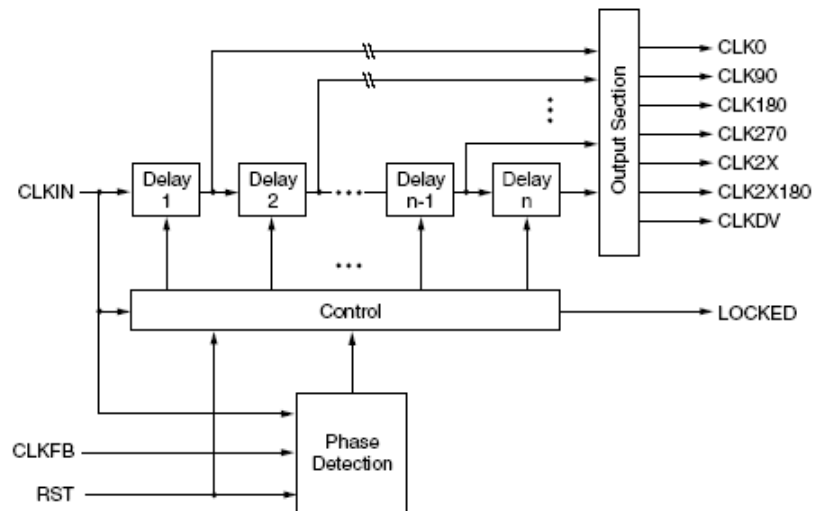 CLK0
CLK90
CLK180
CLK270
CLK2X
CLK2X180
CLKDV
Output Section
CLKIN
Delay
1
Delay
2
Delay
n-1
Delay
n
Control
LOCKED
Phase
Detection
CLKFB
RST